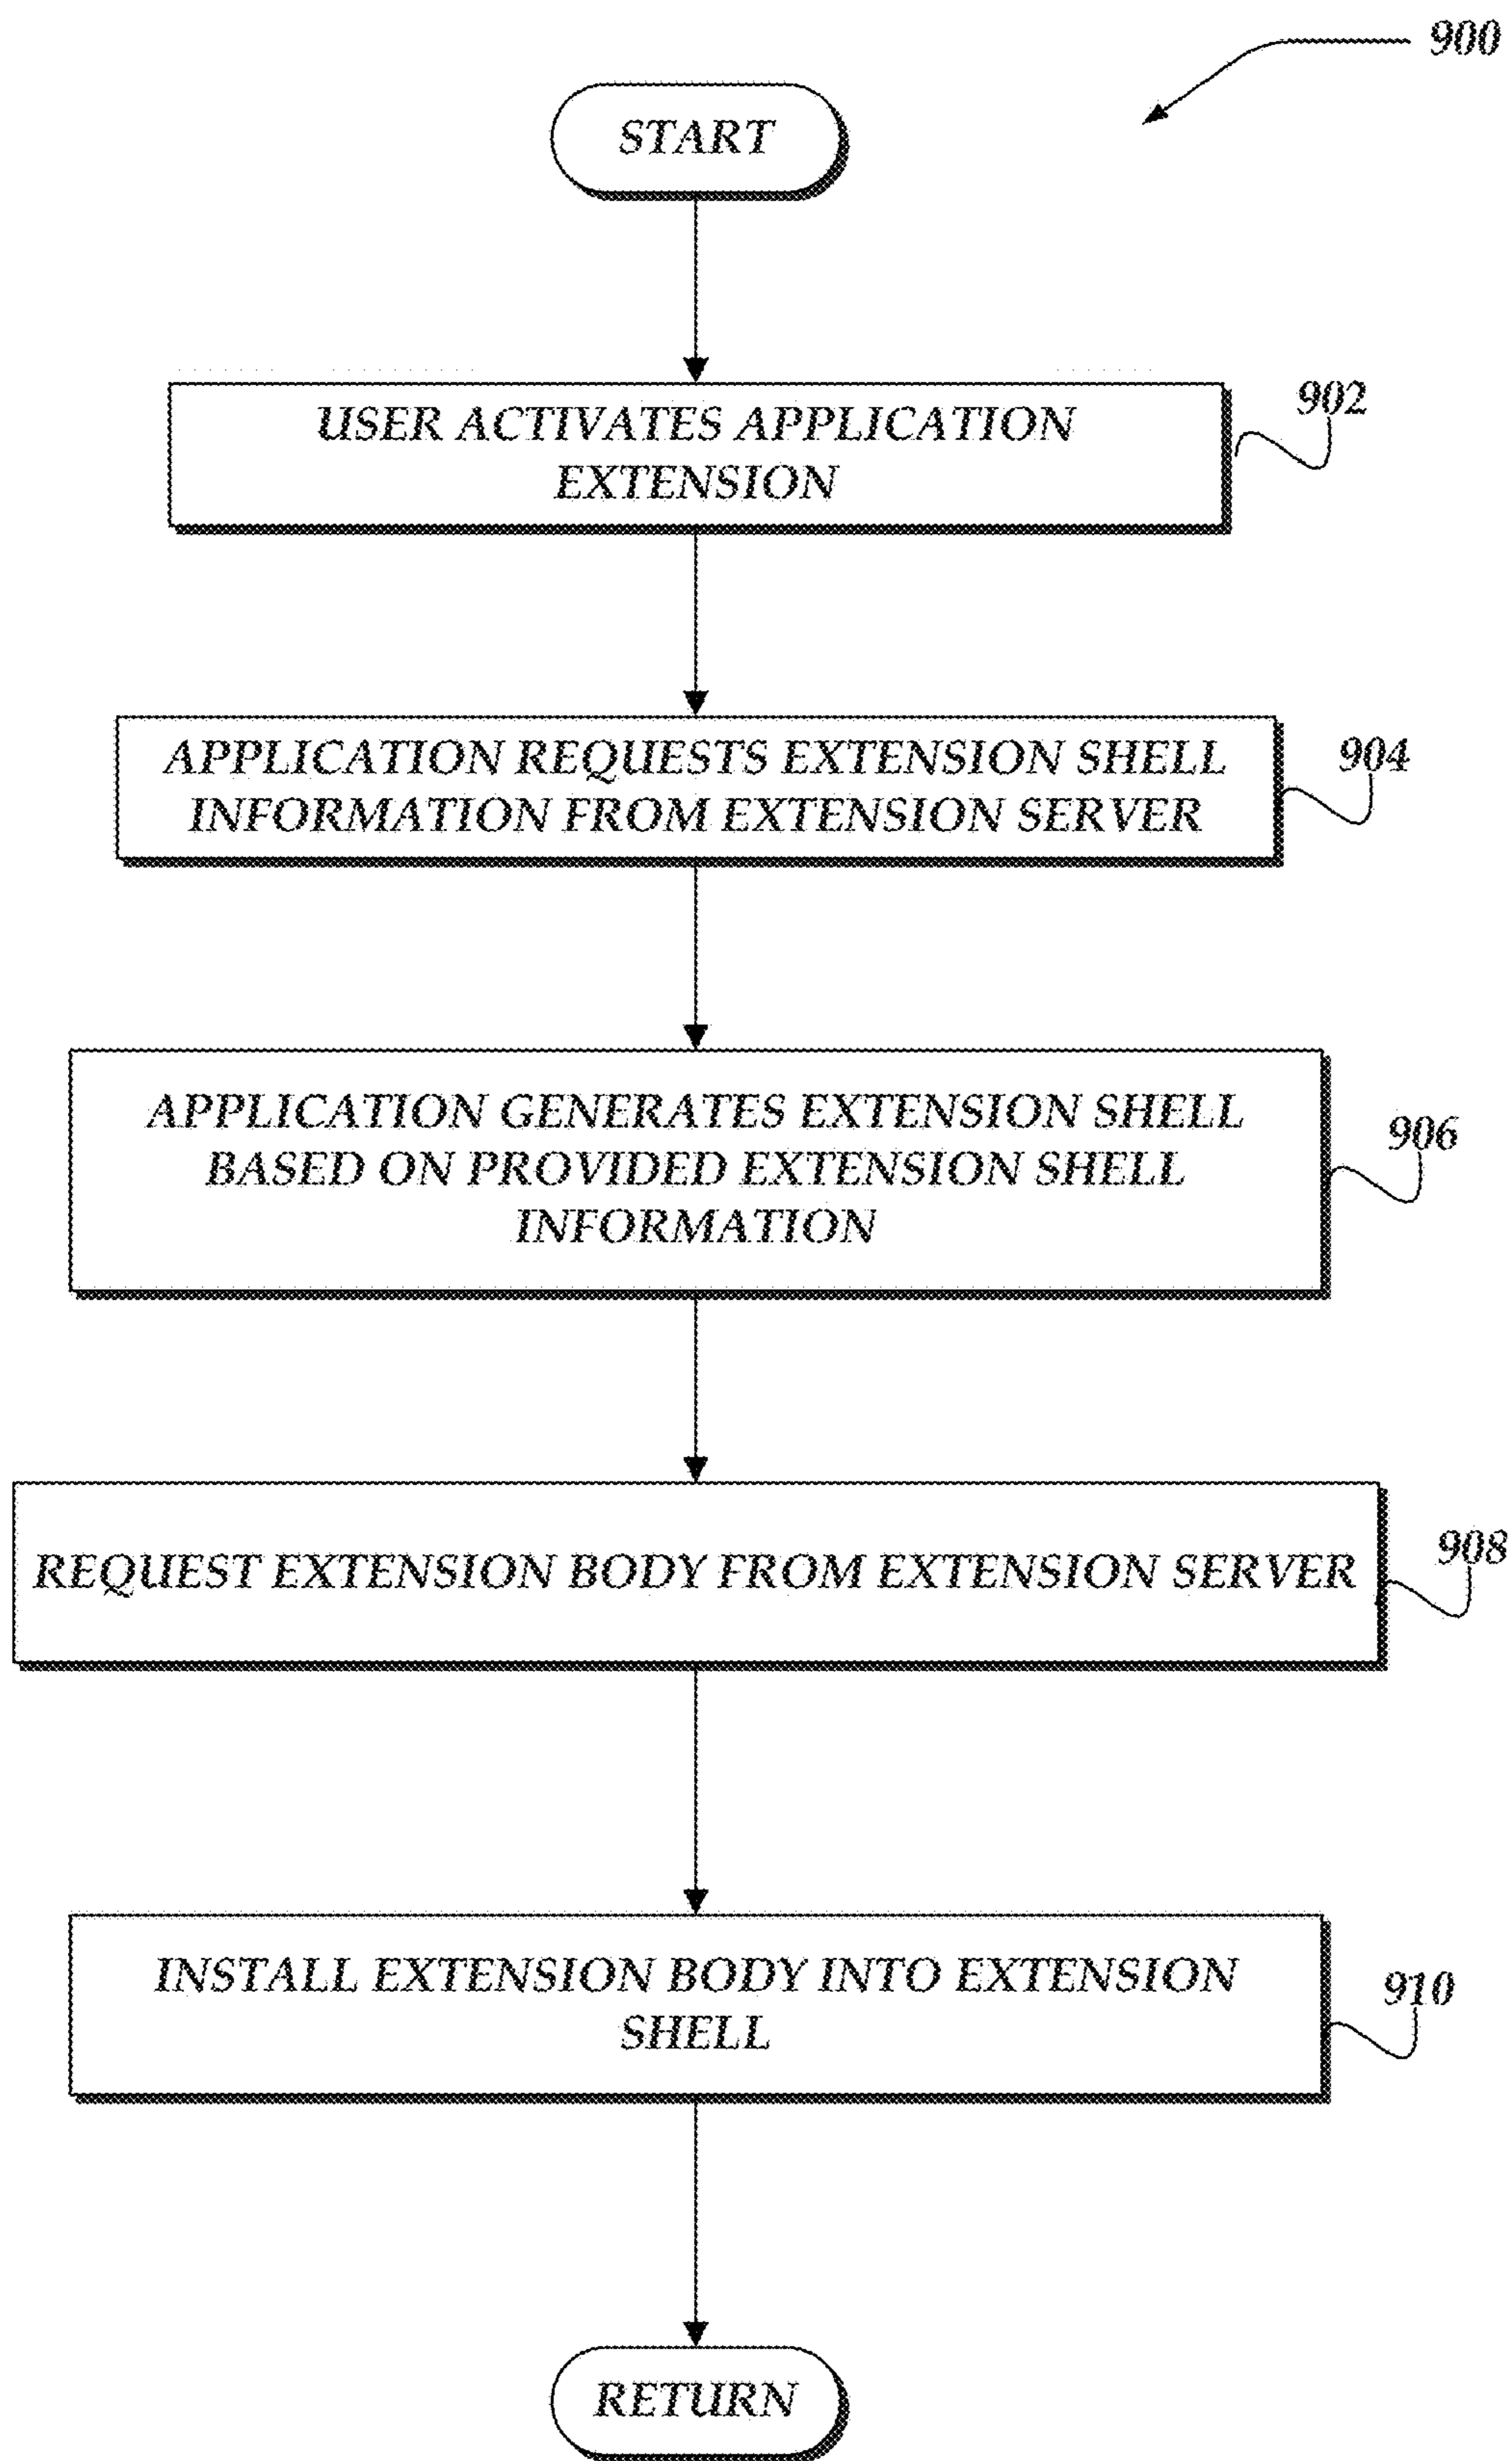 900
START
USER ACTIVATES APPLICATION
EXTENSION
902
APPLICATION REQUESTS EXTENSION SHELL
INFORMATION FROM EXTENSION SERVER
904
APPLICATION GENERATES EXTENSION SHELL
BASED ON PROVIDED EXTENSION SHELL
INFORMATION
906
REQUEST EXTENSION BODY FROM EXTENSION SERVER
908
INSTALL EXTENSION BODY INTO EXTENSION
SHELL
910
RETURN